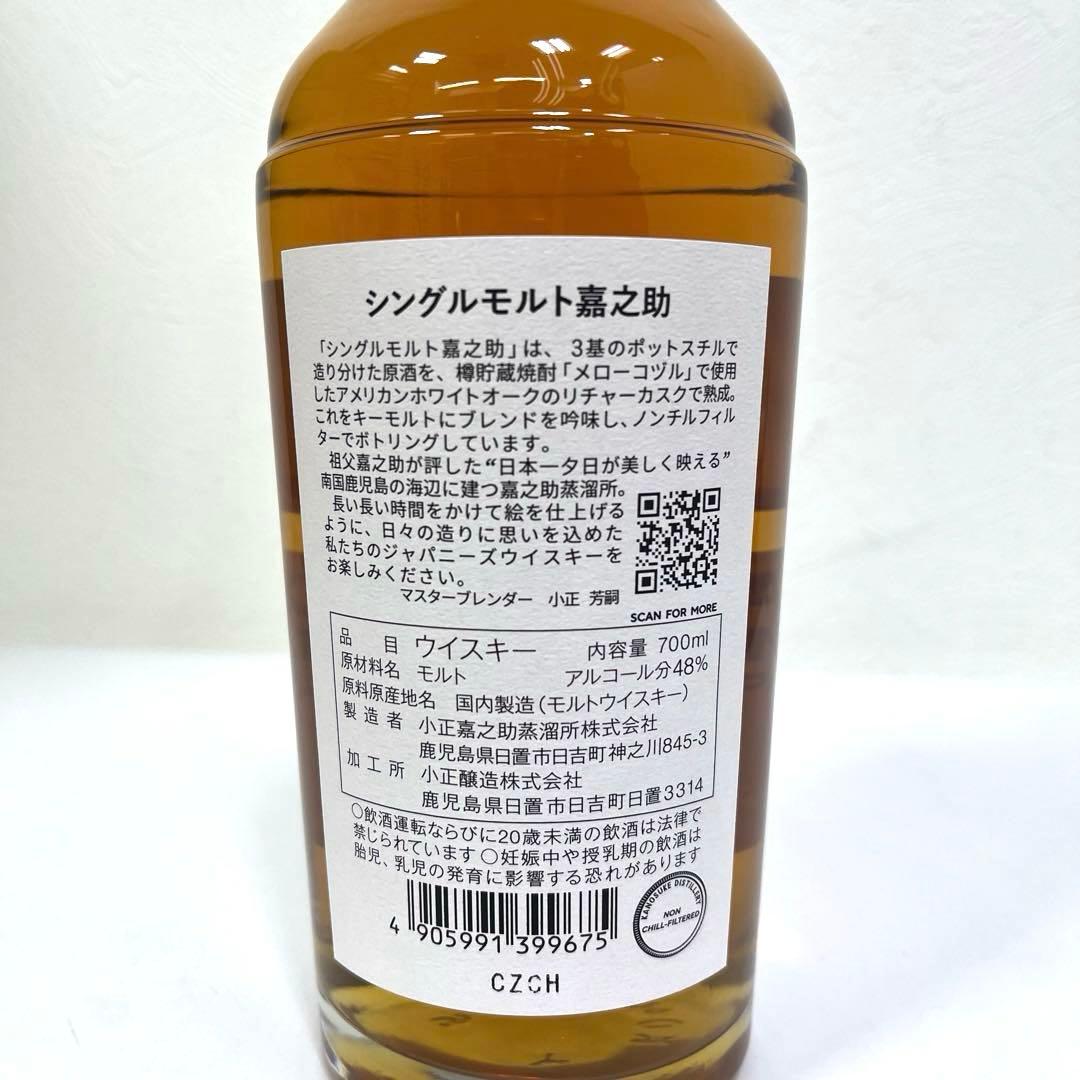 シングルモルト嘉之助
「シングルモルト嘉之助」は、3基のポットスチルで
造り分けた原酒を、樽貯蔵焼酎「メローコヅル」で使用
したアメリカンホワイトオークのリチャーカスクで熟成。
これをキーモルトにブレンドを吟味し、ノンチルフィル
ターでボトリングしています。
祖父嘉之助が評した“日本一夕日が美しく映える”
南国鹿児島の海辺に建つ嘉之助蒸溜所。
長い長い時間をかけて絵を仕上げる
ように、日々の造りに思いを込めた
私たちのジャパニーズウイスキーを
お楽しみください。
マスターブレンダー 小正 芳嗣
SCAN FOR MORE
品目 ウイスキー 内容量 700ml
原材料名 モルト アルコール分48%
原料原産地名 国内製造(モルトウイスキー)
製造者 小正嘉之助蒸溜所株式会社
鹿児島県日置市日吉町神之川845-3
加工所 小正醸造株式会社
鹿児島県日置市日吉町日置3314
○飲酒運転ならびに20歳未満の飲酒は法律で
禁じられています ○妊娠中や授乳期の飲酒は
胎児、乳児の発育に影響する恐れがあります
4 905991 399675
KANOSUKE DISTILLERY
NON
CHILL-FILTERED
CZCH